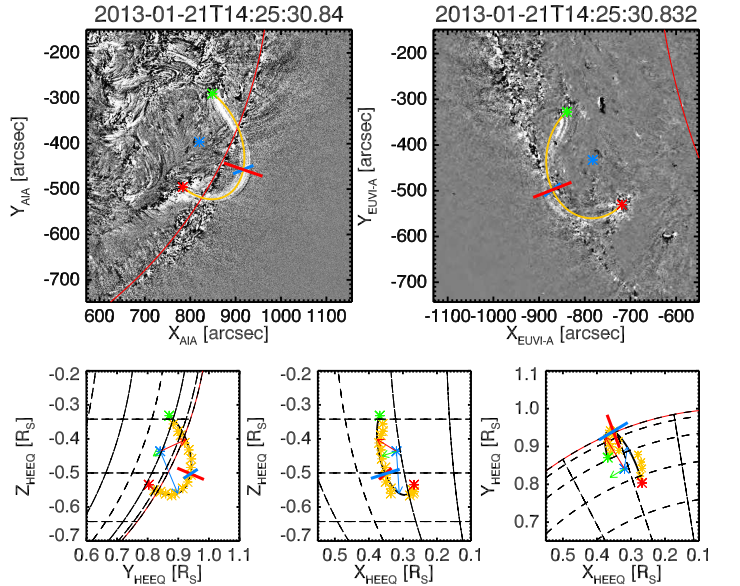 2013-01-21T14:25:30.84
2013-01-21T14:25:30.832
-200
-300
-400
-500
-600
-700
Y_AIA [arcsec]
600 700 800 900 1000 1100
X_AIA [arcsec]
-200
-300
-400
-500
-600
-700
Y_EUVI-A [arcsec]
-1100 -1000 -900 -800 -700 -600
X_EUVI-A [arcsec]
-0.2
-0.3
-0.4
-0.5
-0.6
-0.7
Z_HEEQ [R_S]
0.6 0.7 0.8 0.9 1.0 1.1
Y_HEEQ [R_S]
-0.2
-0.3
-0.4
-0.5
-0.6
-0.7
Z_HEEQ [R_S]
0.5 0.4 0.3 0.2 0.1
X_HEEQ [R_S]
1.1
1.0
0.9
0.8
0.7
Y_HEEQ [R_S]
0.5 0.4 0.3 0.2 0.1
X_HEEQ [R_S]